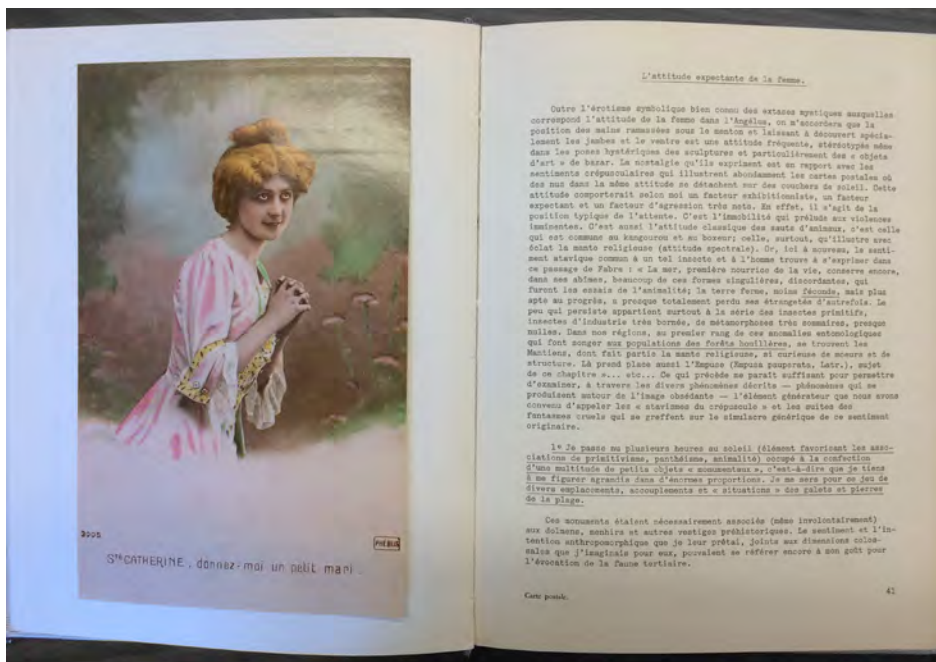 3005
PHEBUS
Ste CATHERINE, donnez-moi un petit mari...
L'attitude expectante de la femme.
Outre l'érotisme symbolique bien connu des extases mystiques auxquelles
correspond l'attitude de la femme dans l'Angélus, on m'accordera que la
position des mains ramassées sous le menton et laissant à découvert spécia-
lement les jambes et le ventre est une attitude fréquente, stéréotypée même
dans les poses hystériques des sculptures et particulièrement des « objets
d'art » de bazar. La nostalgie qu'ils expriment est en rapport avec les
sentiments crépusculaires qui illustrent abondamment les cartes postales où
des nus dans la même attitude se détachent sur des couchers de soleil. Cette
attitude comporterait selon moi un facteur exhibitionniste, un facteur
expectant et un facteur d'agression très nets. En effet, il s'agit de la
position typique de l'attente. C'est l'immobilité qui prélude aux violences
imminentes. C'est aussi l'attitude classique des sauts d'animaux, c'est celle
qui est commune au kangourou et au boxeur; celle, surtout, qu'illustre avec
éclat la mante religieuse (attitude spectrale). Or, ici à nouveau, le senti-
ment atavique commun à un tel insecte et à l'homme trouve à s'exprimer dans
ce passage de Fabre : « La mer, première nourrice de la vie, conserve encore,
dans ses abîmes, beaucoup de ces formes singulières, discordantes, qui
furent les essais de l'animalité; la terre ferme, moins féconde, mais plus
apte au progrès, a presque totalement perdu ses étrangetés d'autrefois. Le
peu qui persiste appartient surtout à la série des insectes primitifs,
insectes d'industrie très bornée, de métamorphoses très sommaires, presque
nulles. Dans nos régions, au premier rang de ces anomalies entomologiques
qui font songer aux populations des forêts houillères, se trouvent les
Mantiens, dont fait partie la mante religieuse, si curieuse de mœurs et de
structure. Là prend place aussi l'Empuse (Empusa pauperata, Latr.), sujet
de ce chapitre »... etc... Ce qui précède me paraît suffisant pour permettre
d'examiner, à travers les divers phénomènes décrits — phénomènes qui se
produisent autour de l'image obsédante — l'élément générateur que nous avons
convenu d'appeler les « atavismes du crépuscule » et les suites des
fantasmes cruels qui se greffent sur le simulacre générique de ce sentiment
originaire.
1° Je passe nu plusieurs heures au soleil (élément favorisant les asso-
ciations de primitivisme, panthéisme, animalité) occupé à la confection
d'une multitude de petits objets « monumentaux », c'est-à-dire que je tiens
à me figurer agrandis dans d'énormes proportions. Je me sers pour ce jeu de
divers emplacements, accouplements et « situations » des galets et pierres
de la plage.
Ces monuments étaient nécessairement associés (même involontairement)
aux dolmens, menhirs et autres vestiges préhistoriques. Le sentiment et l'in-
tention anthropomorphique que je leur prêtai, joints aux dimensions colos-
sales que j'imaginais pour eux, pouvaient se référer encore à mon goût pour
l'évocation de la faune tertiaire.
Carte postale.
41